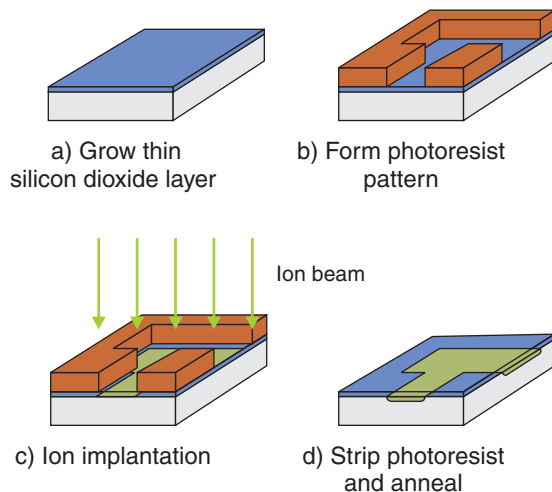 a) Grow thin
silicon dioxide layer
b) Form photoresist
pattern
Ion beam
c) Ion implantation
d) Strip photoresist
and anneal